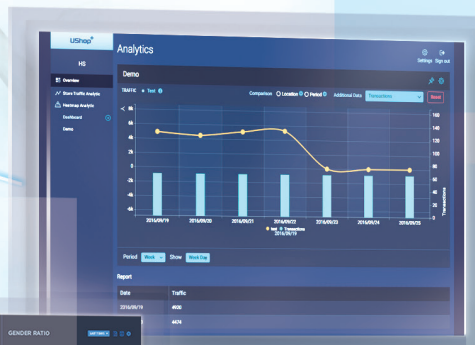 UShop+
Analytics
Settings Sign out
HS
Overview
Store Traffic Analytic
Heatmap Analytic
Dashboard
Demo
Demo
TRAFFIC + Test
Comparison Location Period Additional Data Transactions Reset
8k
6k
4k
2k
0
-2k
-4k
-6k
160
140
120
100
80
60
40
20
0
Transactions
2016/09/19 2016/09/20 2016/09/21 2016/09/22 2016/09/23 2016/09/24 2016/09/25
test Transactions
2016/09/19
Period Week Show Work Day
Report
Date Traffic
2016/09/19 4900
4474
GENDER RATIO